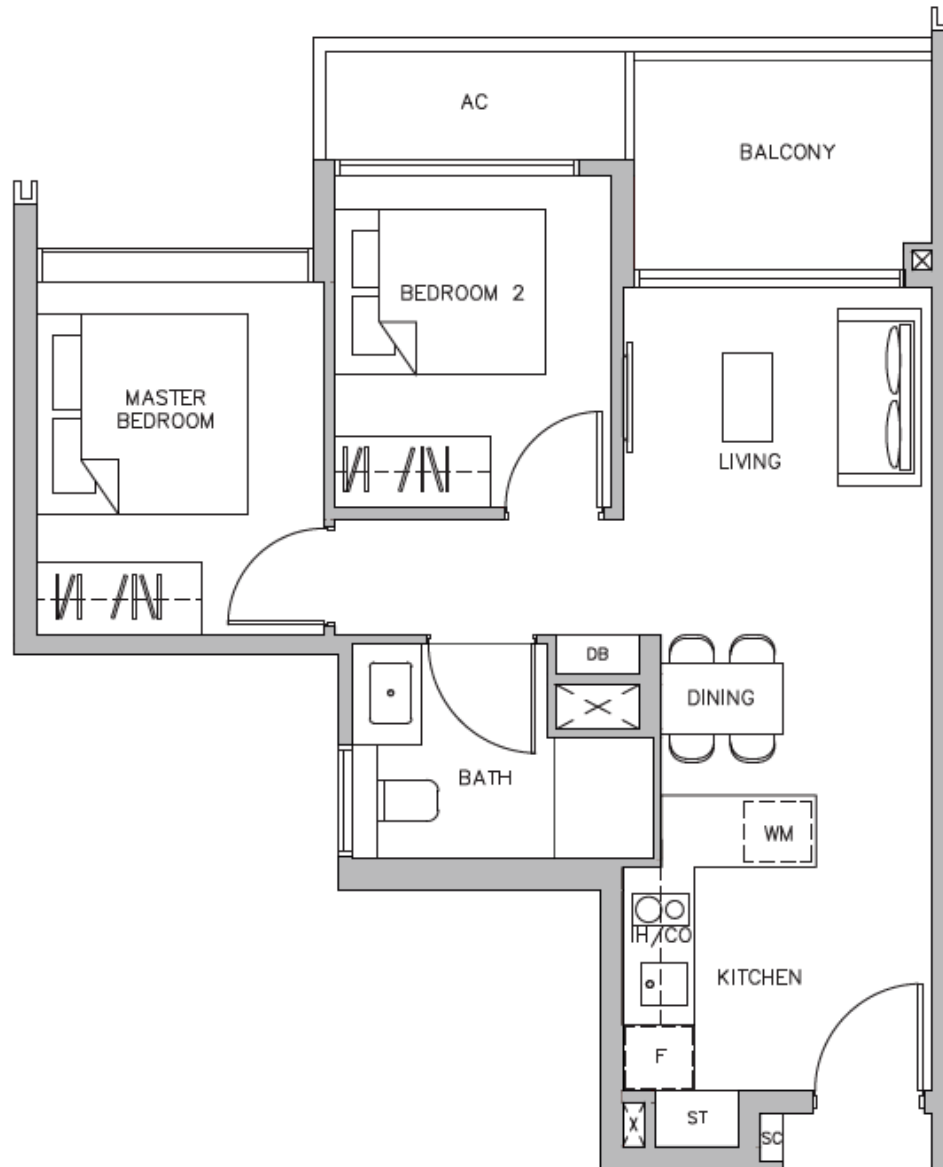 AC
BALCONY
BEDROOM 2
MASTER
BEDROOM
LIVING
DB
DINING
BATH
WM
IH/CO
KITCHEN
F
ST
SC